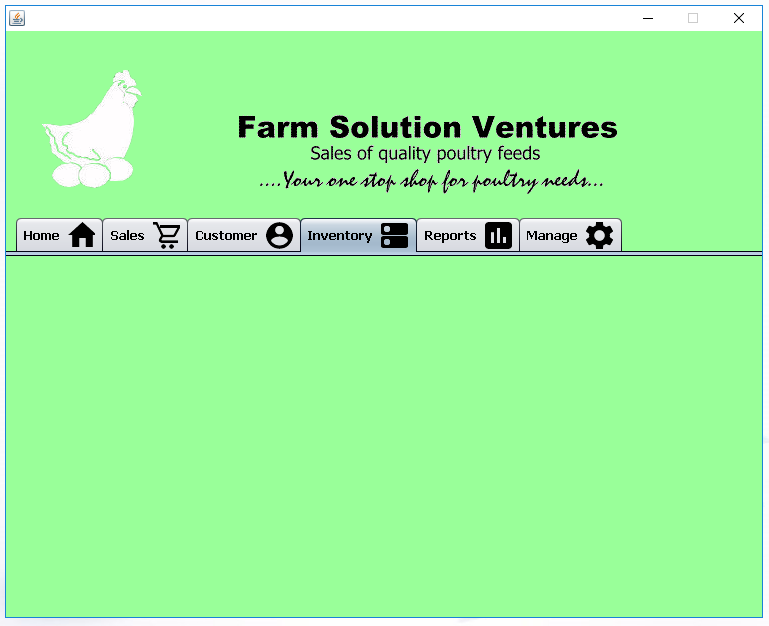 Farm Solution Ventures
Sales of quality poultry feeds
....Your one stop shop for poultry needs...
Home Sales Customer Inventory Reports Manage